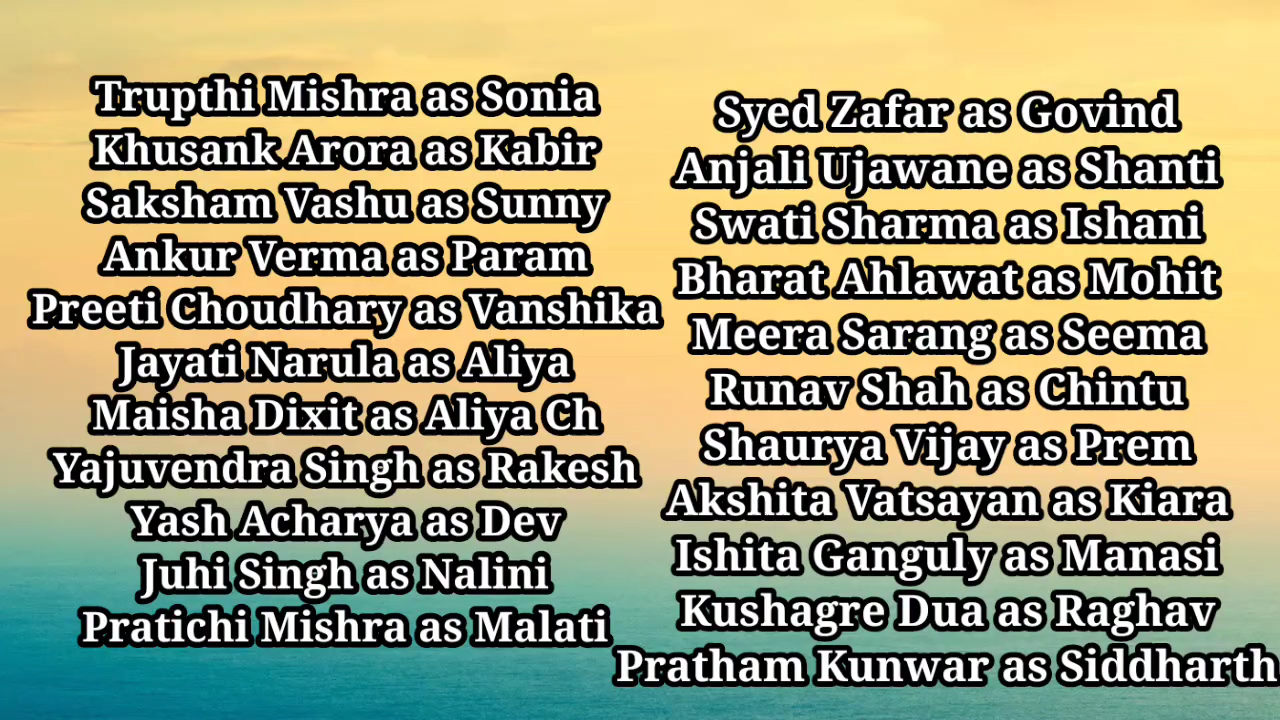 Trupthi Mishra as Sonia
Khusank Arora as Kabir
Saksham Vashu as Sunny
Ankur Verma as Param
Preeti Choudhary as Vanshika
Jayati Narula as Aliya
Maisha Dixit as Aliya Ch
Yajuvendra Singh as Rakesh
Yash Acharya as Dev
Juhi Singh as Nalini
Pratichi Mishra as Malati
Syed Zafar as Govind
Anjali Ujawane as Shanti
Swati Sharma as Ishani
Bharat Ahlawat as Mohit
Meera Sarang as Seema
Runav Shah as Chintu
Shaurya Vijay as Prem
Akshita Vatsayan as Kiara
Ishita Ganguly as Manasi
Kushagre Dua as Raghav
Pratham Kunwar as Siddharth